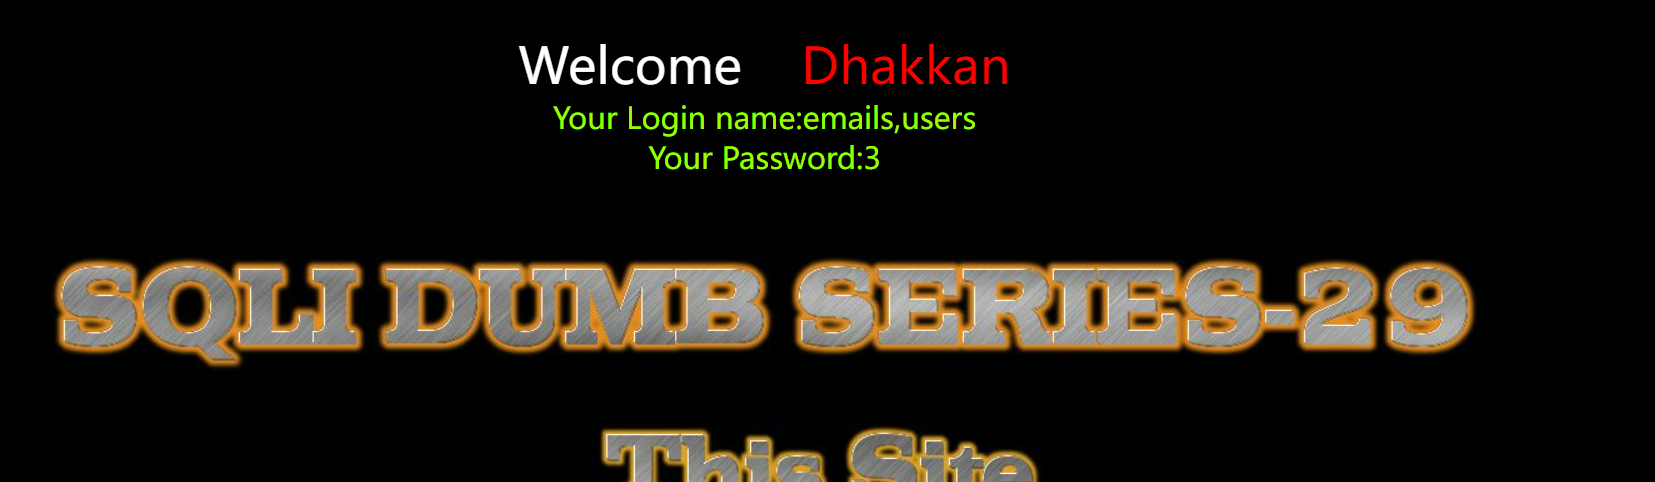 Welcome Dhakkan
Your Login name:emails,users
Your Password:3
SQLI DUMB SERIES-29
This Site